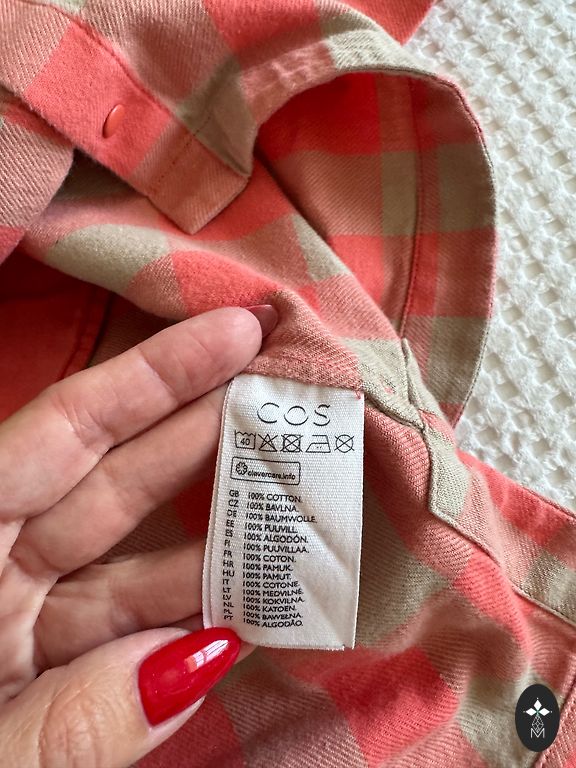 COS
40
clevercare.info
GB 100% COTTON.
CZ 100% BAVLNA.
DE 100% BAUMWOLLE.
EE 100% PUUVILL.
ES 100% ALGODÓN.
FI 100% PUUVILLAA.
FR 100% COTON.
HR 100% PAMUK.
HU 100% PAMUT.
IT 100% COTONE.
LT 100% MEDVILNĖ.
LV 100% KOKVILNA.
NL 100% KATOEN.
PL 100% BAWEŁNA.
PT 100% ALGODÃO.
M